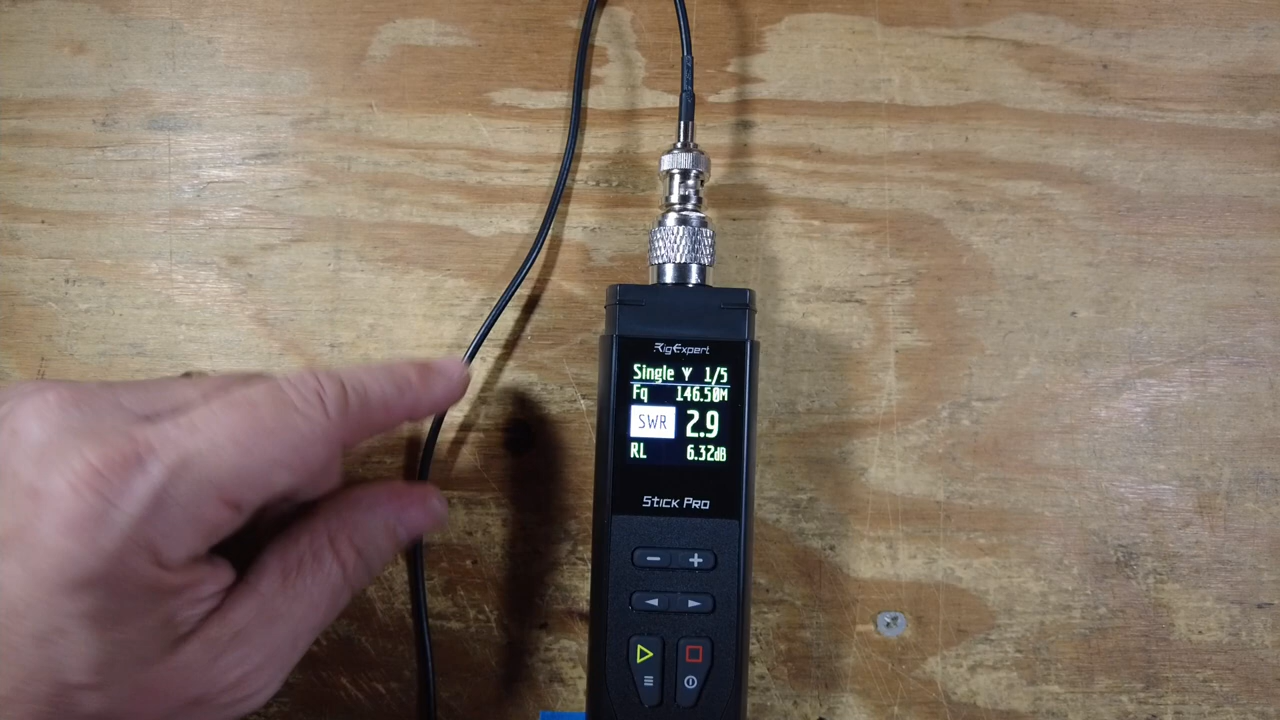 RigExpert
Single 1/5
Fq 146.50M
SWR 2.9
RL 6.32dB
Stick Pro
− +